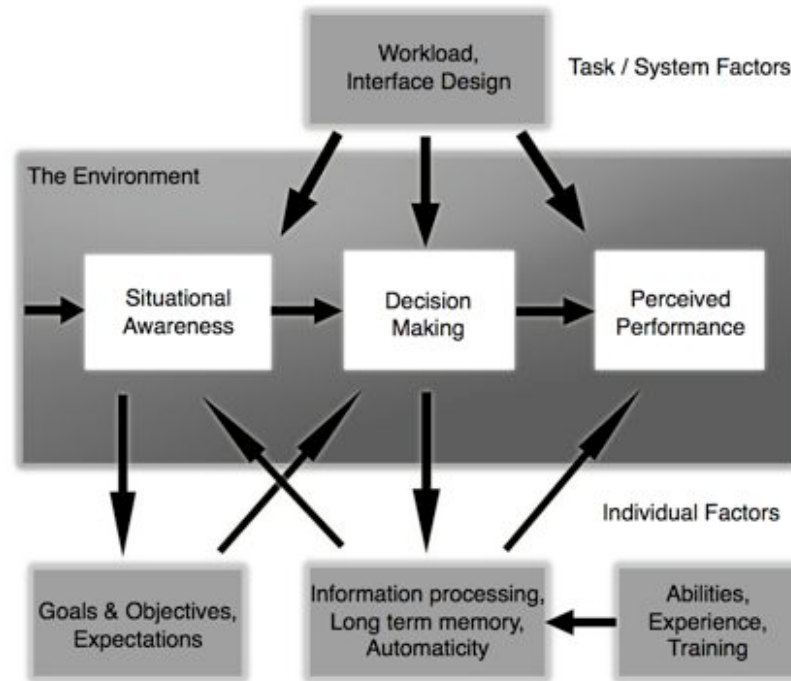 Workload,
Interface Design
Task / System Factors
The Environment
Situational
Awareness
Decision
Making
Perceived
Performance
Individual Factors
Goals & Objectives,
Expectations
Information processing,
Long term memory,
Automaticity
Abilities,
Experience,
Training